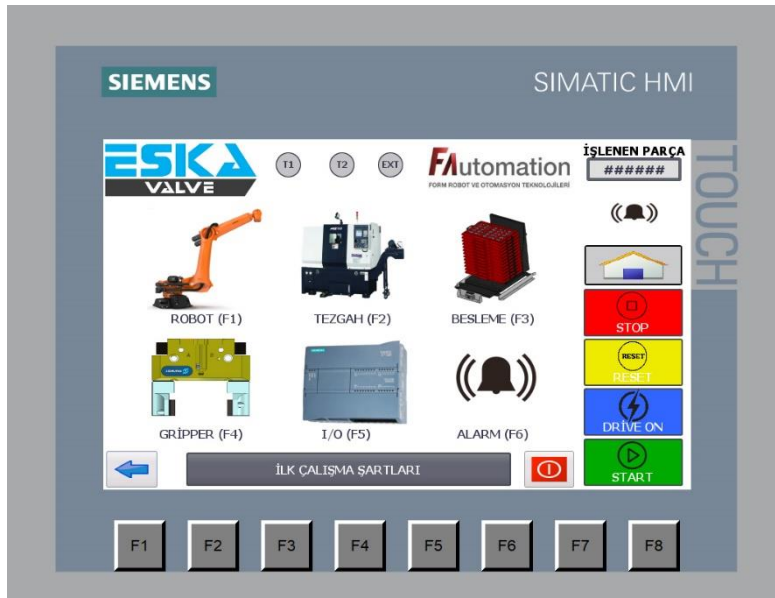 SIEMENS
SIMATIC HMI
TOUCH
ESKA
VALVE
T1
T2
EXT
FAutomation
FORM ROBOT VE OTOMASYON TEKNOLOJİLERİ
İŞLENEN PARÇA
######
ROBOT (F1)
TEZGAH (F2)
BESLEME (F3)
STOP
RESET
RESET
GRİPPER (F4)
I/O (F5)
ALARM (F6)
DRİVE ON
İLK ÇALIŞMA ŞARTLARI
START
F1
F2
F3
F4
F5
F6
F7
F8